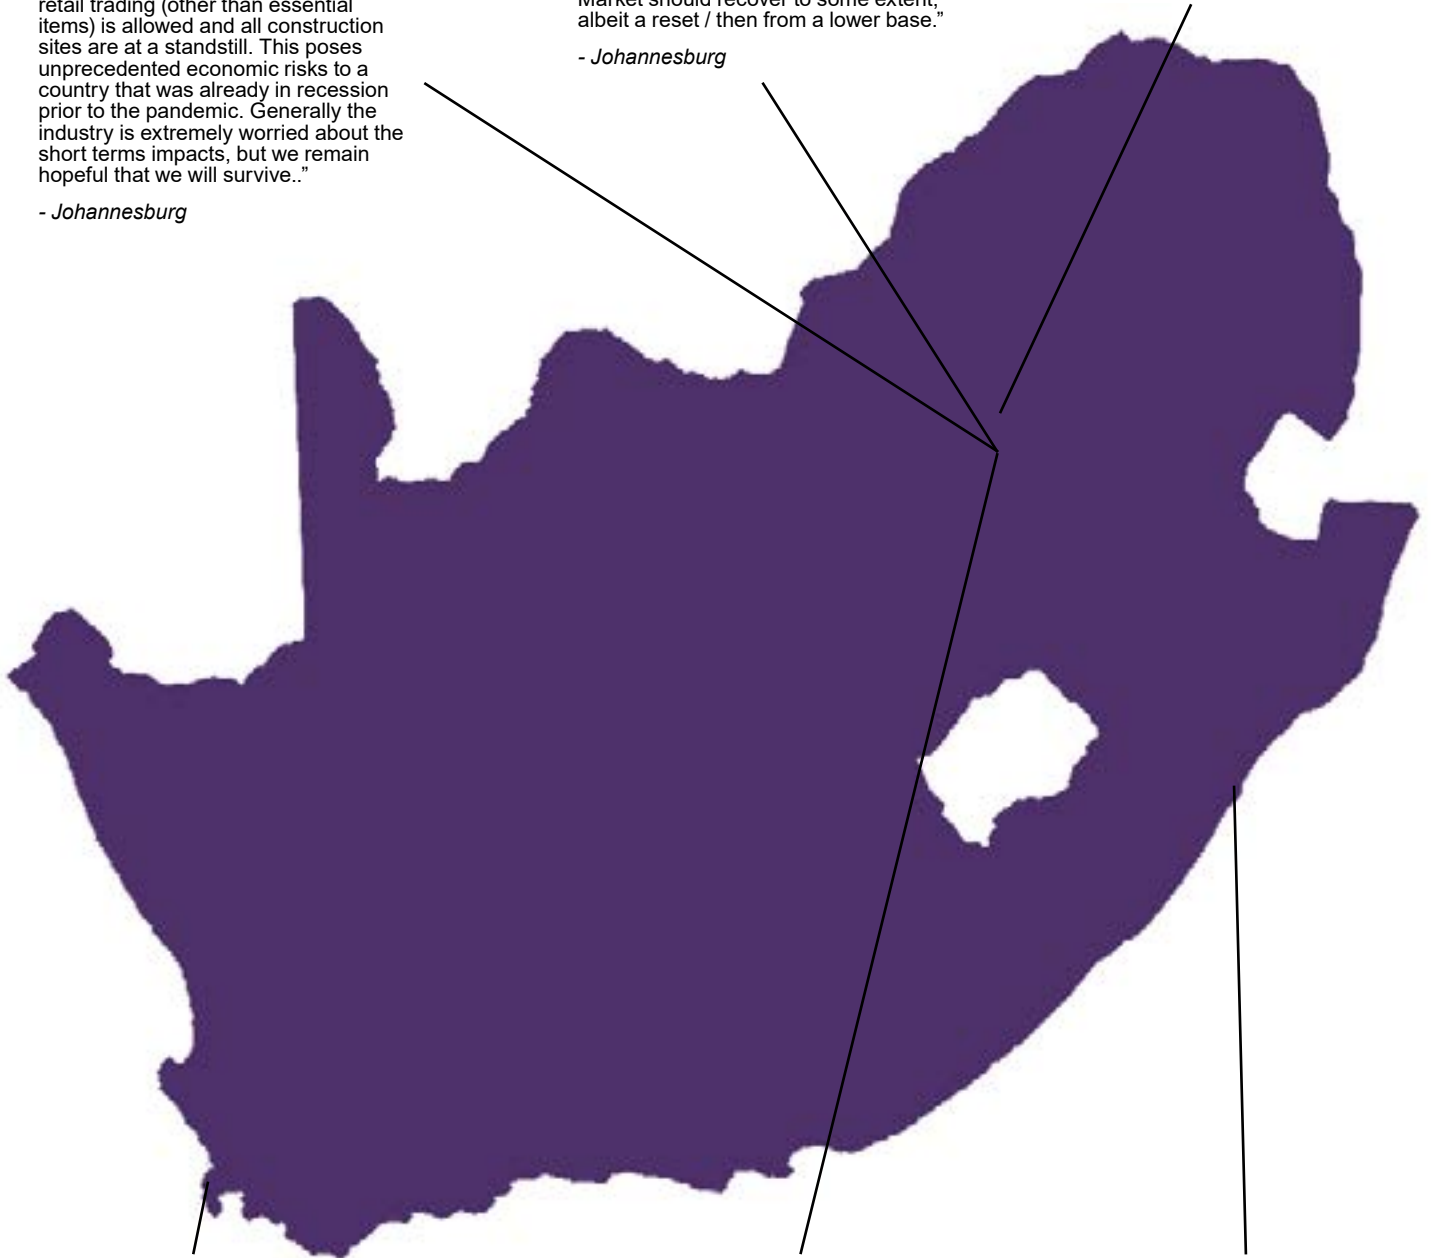 retail trading (other than essential
items) is allowed and all construction
sites are at a standstill. This poses
unprecedented economic risks to a
country that was already in recession
prior to the pandemic. Generally the
industry is extremely worried about the
short terms impacts, but we remain
hopeful that we will survive..”
- Johannesburg
Market should recover to some extent,
albeit a reset / then from a lower base.”
- Johannesburg